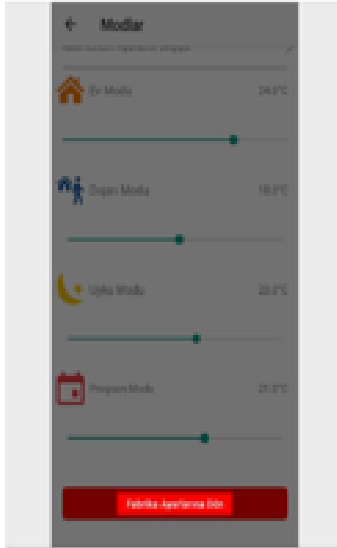 Modlar
Ev Modu
24.0°C
Dışarı Modu
18.0°C
Uyku Modu
20.0°C
Program Modu
21.0°C
Fabrika Ayarlarına Dön